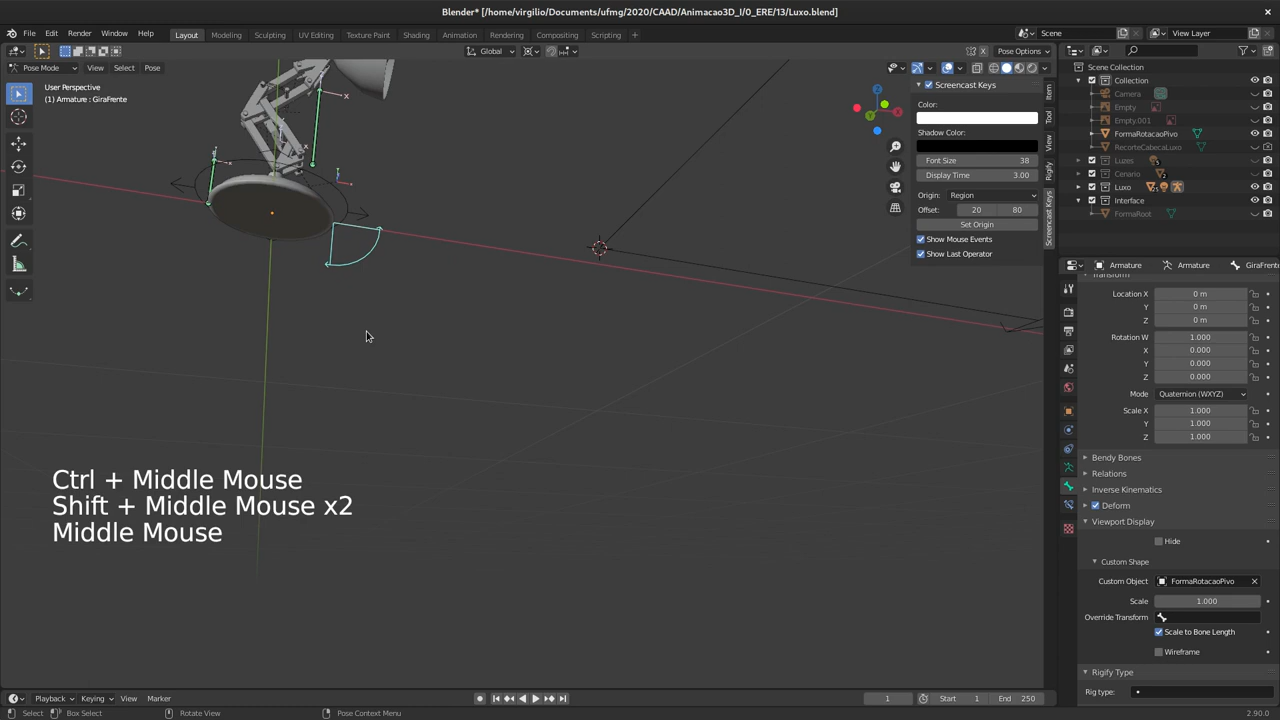 Blender* [/home/virgilio/Documents/ufmg/2020/CAAD/Animacao3D_I/0_ERE/13/Luxo.blend]
File Edit Render Window Help Layout Modeling Sculpting UV Editing Texture Paint Shading Animation Rendering Compositing Scripting Scene View Layer
Global Pose Options
Pose Mode View Select Pose
User Perspective
(1) Armature : GiraFrente
Screencast Keys
Color:
Shadow Color:
Font Size 38
Display Time 3.00
Origin: Region
Offset: 20 80
Set Origin
Show Mouse Events
Show Last Operator
Item
Tool
View
Rigify
Screencast Keys
Scene Collection
Collection
Camera
Empty
Empty.001
FormaRotacaoPivo
RecorteCabecaLuxo
Luzes
Cenario
Luxo
Interface
FormaRoot
Armature Armature GiraFrente
Transform
Location X 0 m
Y 0 m
Z 0 m
Rotation W 1.000
X 0.000
Y 0.000
Z 0.000
Mode Quaternion (WXYZ)
Scale X 1.000
Y 1.000
Z 1.000
Bendy Bones
Relations
Inverse Kinematics
Deform
Viewport Display
Hide
Custom Shape
Custom Object FormaRotacaoPivo
Scale 1.000
Override Transform
Scale to Bone Length
Wireframe
Rigify Type
Rig type:
Ctrl + Middle Mouse
Shift + Middle Mouse x2
Middle Mouse
Playback Keying View Marker 1 Start 1 End 250
Select Box Select Rotate View Pose Context Menu 2.90.0